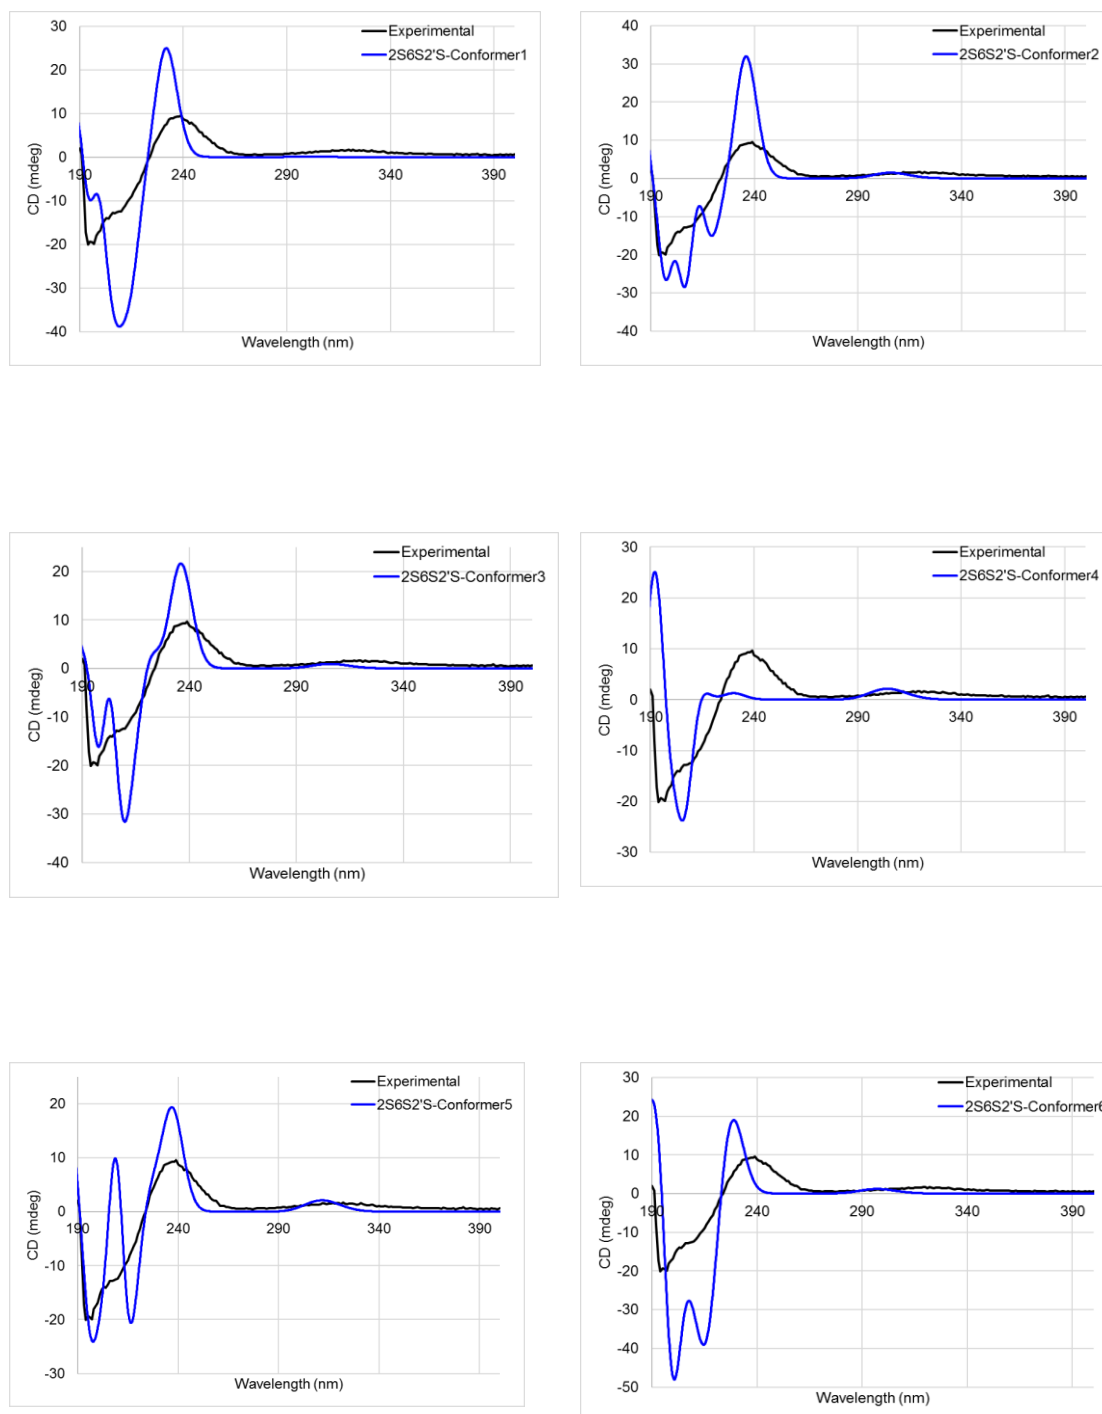 Experimental
2S6S2'S-Conformer1
30
20
10
0
-10
-20
-30
-40
190 240 290 340 390
CD (mdeg)
Wavelength (nm)
Experimental
2S6S2'S-Conformer2
40
30
20
10
0
-10
-20
-30
-40
190 240 290 340 390
CD (mdeg)
Wavelength (nm)
Experimental
2S6S2'S-Conformer3
20
10
0
-10
-20
-30
-40
190 240 290 340 390
CD (mdeg)
Wavelength (nm)
Experimental
2S6S2'S-Conformer4
30
20
10
0
-10
-20
-30
190 240 290 340 390
CD (mdeg)
Wavelength (nm)
Experimental
2S6S2'S-Conformer5
20
10
0
-10
-20
-30
190 240 290 340 390
CD (mdeg)
Wavelength (nm)
Experimental
2S6S2'S-Conformer6
30
20
10
0
-10
-20
-30
-40
-50
190 240 290 340 390
CD (mdeg)
Wavelength (nm)